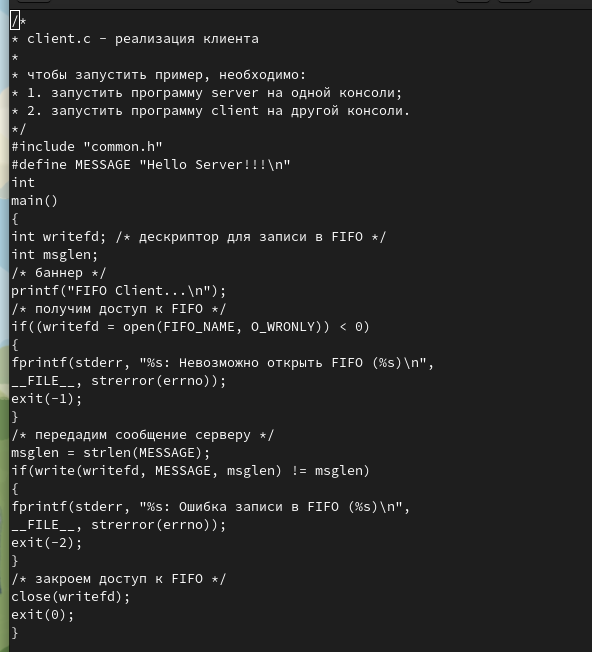 /*
* client.c - реализация клиента
*
* чтобы запустить пример, необходимо:
* 1. запустить программу server на одной консоли;
* 2. запустить программу client на другой консоли.
*/
#include "common.h"
#define MESSAGE "Hello Server!!!\n"
int
main()
{
int writefd; /* дескриптор для записи в FIFO */
int msglen;
/* баннер */
printf("FIFO Client...\n");
/* получим доступ к FIFO */
if((writefd = open(FIFO_NAME, O_WRONLY)) < 0)
{
fprintf(stderr, "%s: Невозможно открыть FIFO (%s)\n",
__FILE__, strerror(errno));
exit(-1);
}
/* передадим сообщение серверу */
msglen = strlen(MESSAGE);
if(write(writefd, MESSAGE, msglen) != msglen)
{
fprintf(stderr, "%s: Ошибка записи в FIFO (%s)\n",
__FILE__, strerror(errno));
exit(-2);
}
/* закроем доступ к FIFO */
close(writefd);
exit(0);
}